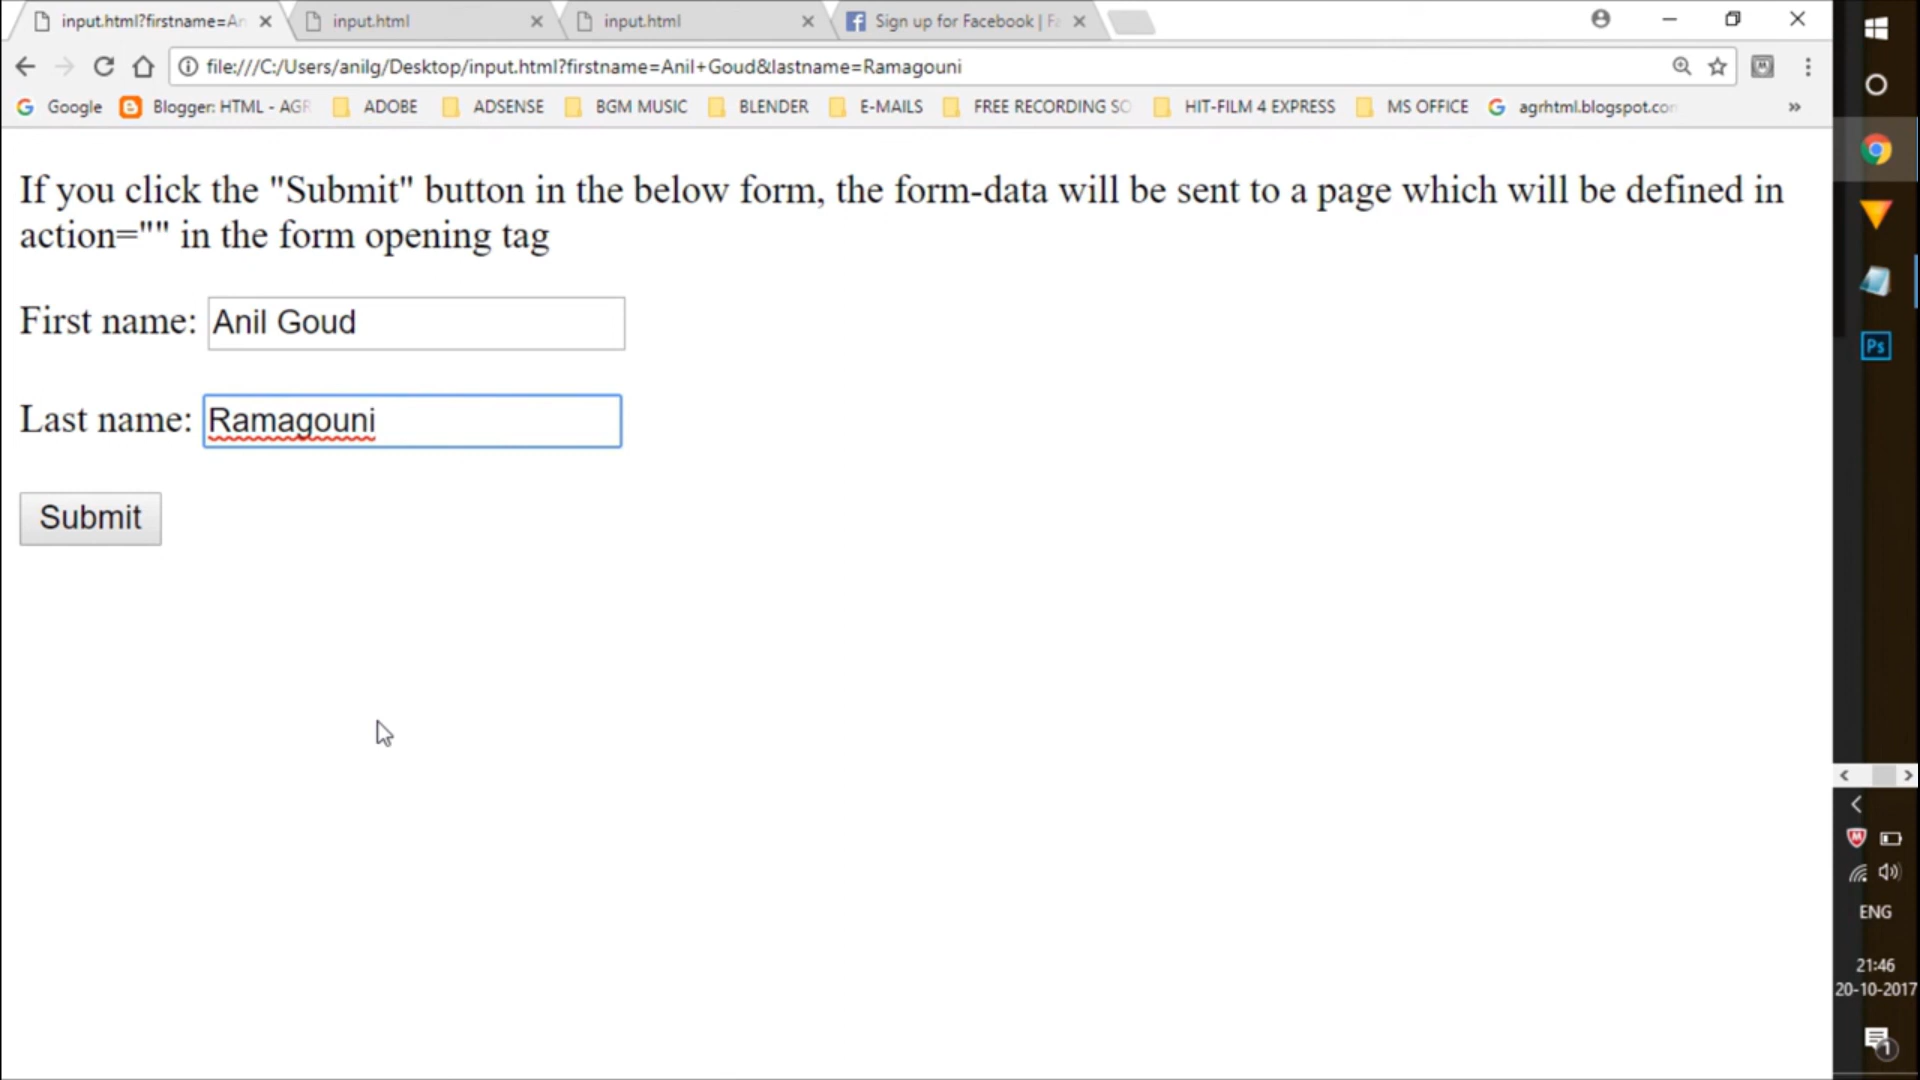 input.html?firstname=An
input.html
input.html
Sign up for Facebook | Fa
file:///C:/Users/anilg/Desktop/input.html?firstname=Anil+Goud&lastname=Ramagouni
Google
Blogger: HTML - AGR
ADOBE
ADSENSE
BGM MUSIC
BLENDER
E-MAILS
FREE RECORDING SO
HIT-FILM 4 EXPRESS
MS OFFICE
agrhtml.blogspot.com
If you click the "Submit" button in the below form, the form-data will be sent to a page which will be defined in
action="" in the form opening tag
First name: Anil Goud
Last name: Ramagouni
Submit
Ps
ENG
21:46
20-10-2017
1